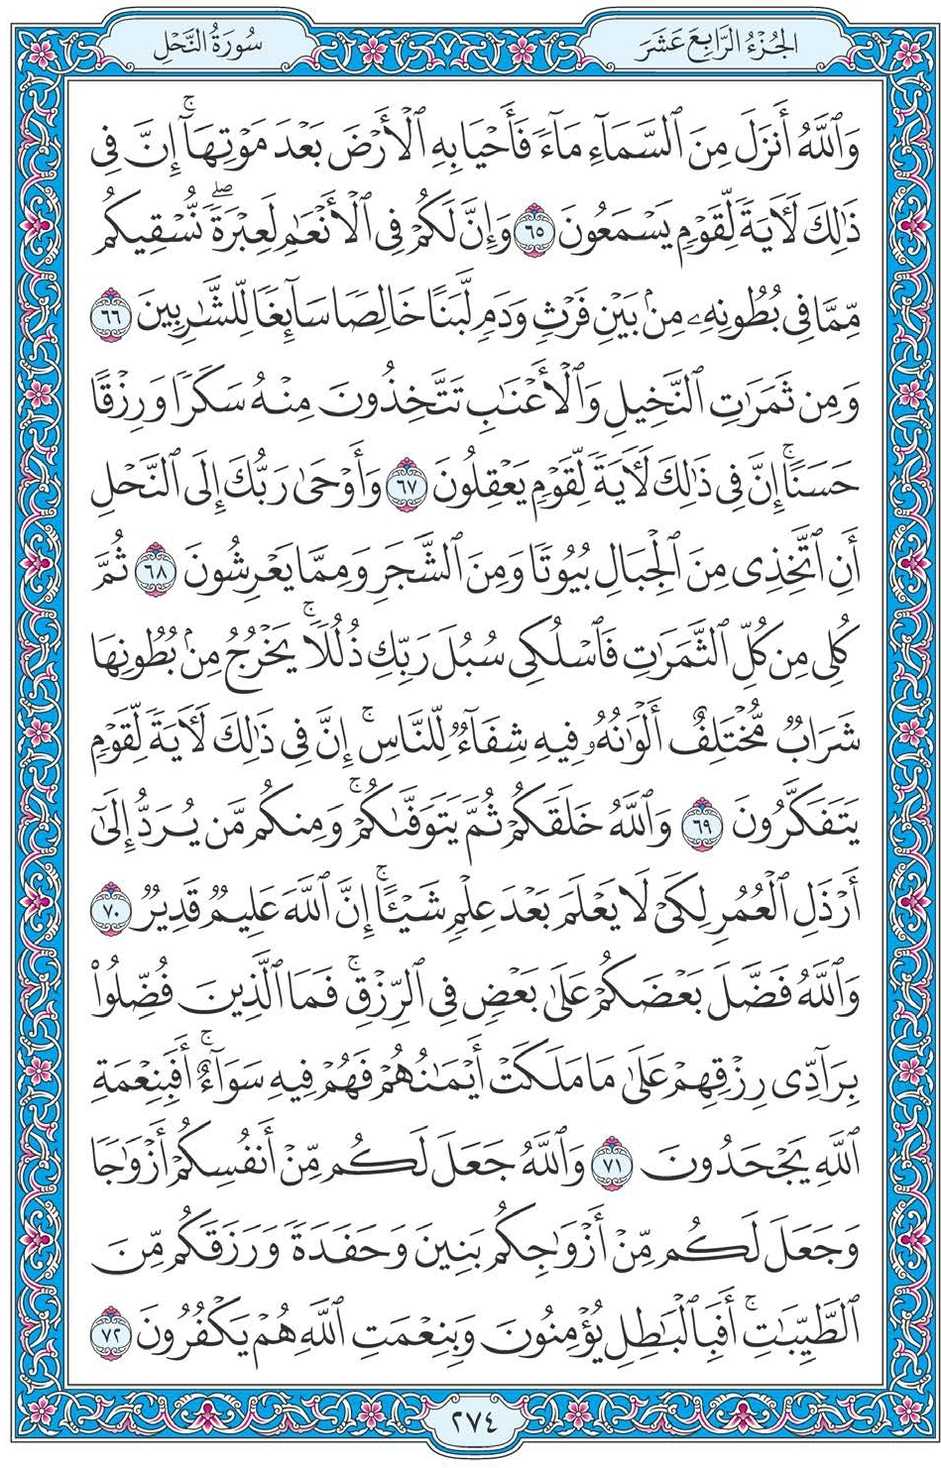 الجُزْءُ الرَّابِعَ عَشَرَ
سُورَةُ النَّحْلِ
وَٱللَّهُ أَنزَلَ مِنَ ٱلسَّمَآءِ مَآءٗ فَأَحۡيَا بِهِ ٱلۡأَرۡضَ بَعۡدَ مَوۡتِهَآۚ إِنَّ فِي
ذَٰلِكَ لَأٓيَةٗ لِّقَوۡمٖ يَسۡمَعُونَ ٦٥ وَإِنَّ لَكُمۡ فِي ٱلۡأَنۡعَٰمِ لَعِبۡرَةٗۖ نُّسۡقِيكُم
مِّمَّا فِي بُطُونِهِۦ مِنۢ بَيۡنِ فَرۡثٖ وَدَمٖ لَّبَنًا خَالِصٗا سَآئِغٗا لِّلشَّٰرِبِينَ ٦٦
وَمِن ثَمَرَٰتِ ٱلنَّخِيلِ وَٱلۡأَعۡنَٰبِ تَتَّخِذُونَ مِنۡهُ سَكَرٗا وَرِزۡقًا
حَسَنًاۚ إِنَّ فِي ذَٰلِكَ لَأٓيَةٗ لِّقَوۡمٖ يَعۡقِلُونَ ٦٧ وَأَوۡحَىٰ رَبُّكَ إِلَى ٱلنَّحۡلِ
أَنِ ٱتَّخِذِي مِنَ ٱلۡجِبَالِ بُيُوتٗا وَمِنَ ٱلشَّجَرِ وَمِمَّا يَعۡرِشُونَ ٦٨ ثُمَّ
كُلِي مِن كُلِّ ٱلثَّمَرَٰتِ فَٱسۡلُكِي سُبُلَ رَبِّكِ ذُلُلٗاۚ يَخۡرُجُ مِنۢ بُطُونِهَا
شَرَابٞ مُّخۡتَلِفٌ أَلۡوَٰنُهُۥ فِيهِ شِفَآءٞ لِّلنَّاسِۚ إِنَّ فِي ذَٰلِكَ لَأٓيَةٗ لِّقَوۡمٖ
يَتَفَكَّرُونَ ٦٩ وَٱللَّهُ خَلَقَكُمۡ ثُمَّ يَتَوَفَّىٰكُمۡۚ وَمِنكُم مَّن يُرَدُّ إِلَىٰٓ
أَرۡذَلِ ٱلۡعُمُرِ لِكَيۡ لَا يَعۡلَمَ بَعۡدَ عِلۡمٖ شَيۡـًٔاۚ إِنَّ ٱللَّهَ عَلِيمٞ قَدِيرٞ ٧٠
وَٱللَّهُ فَضَّلَ بَعۡضَكُمۡ عَلَىٰ بَعۡضٖ فِي ٱلرِّزۡقِۚ فَمَا ٱلَّذِينَ فُضِّلُواْ
بِرَآدِّي رِزۡقِهِمۡ عَلَىٰ مَا مَلَكَتۡ أَيۡمَٰنُهُمۡ فَهُمۡ فِيهِ سَوَآءٌۚ أَفَبِنِعۡمَةِ
ٱللَّهِ يَجۡحَدُونَ ٧١ وَٱللَّهُ جَعَلَ لَكُم مِّنۡ أَنفُسِكُمۡ أَزۡوَٰجٗا
وَجَعَلَ لَكُم مِّنۡ أَزۡوَٰجِكُم بَنِينَ وَحَفَدَةٗ وَرَزَقَكُم مِّنَ
ٱلطَّيِّبَٰتِۚ أَفَبِٱلۡبَٰطِلِ يُؤۡمِنُونَ وَبِنِعۡمَتِ ٱللَّهِ هُمۡ يَكۡفُرُونَ ٧٢
٢٧٤